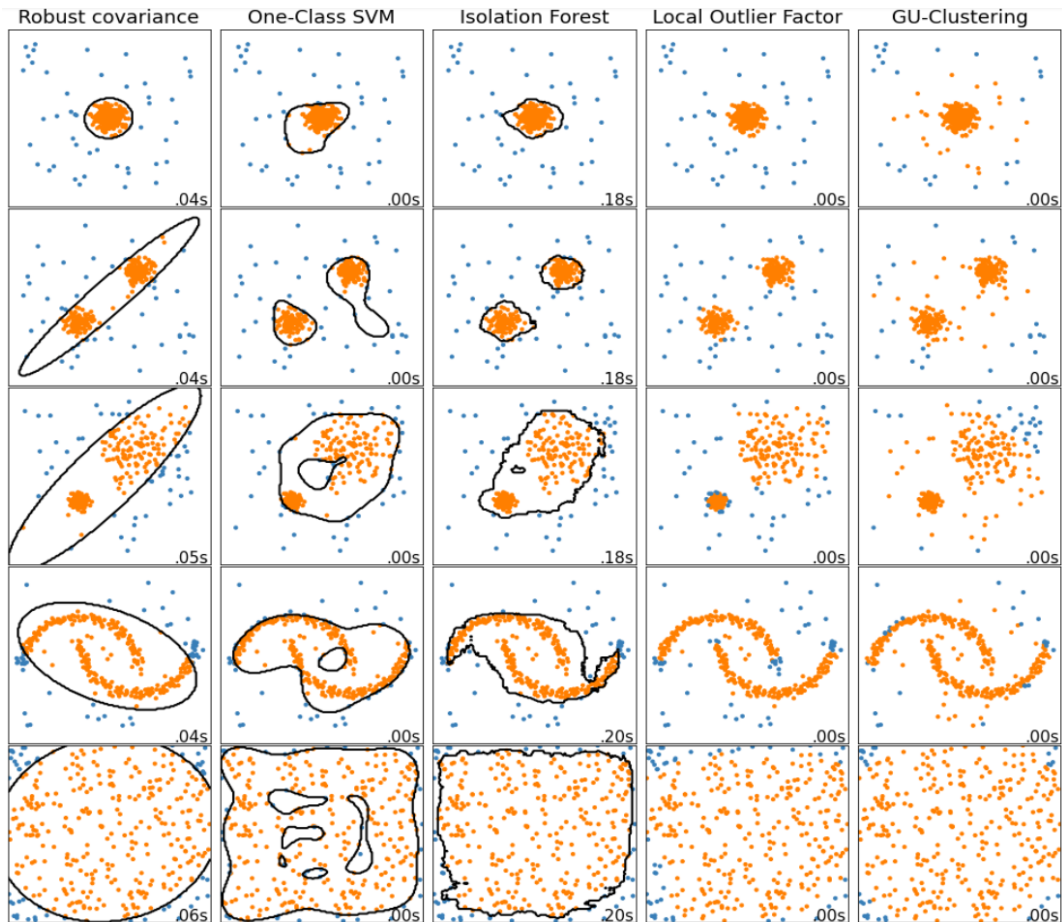 Robust covariance
One-Class SVM
Isolation Forest
Local Outlier Factor
GU-Clustering
.04s
.00s
.18s
.00s
.00s
.04s
.00s
.18s
.00s
.00s
.05s
.00s
.18s
.00s
.00s
.04s
.00s
.20s
.00s
.00s
.06s
.00s
.20s
.00s
.00s